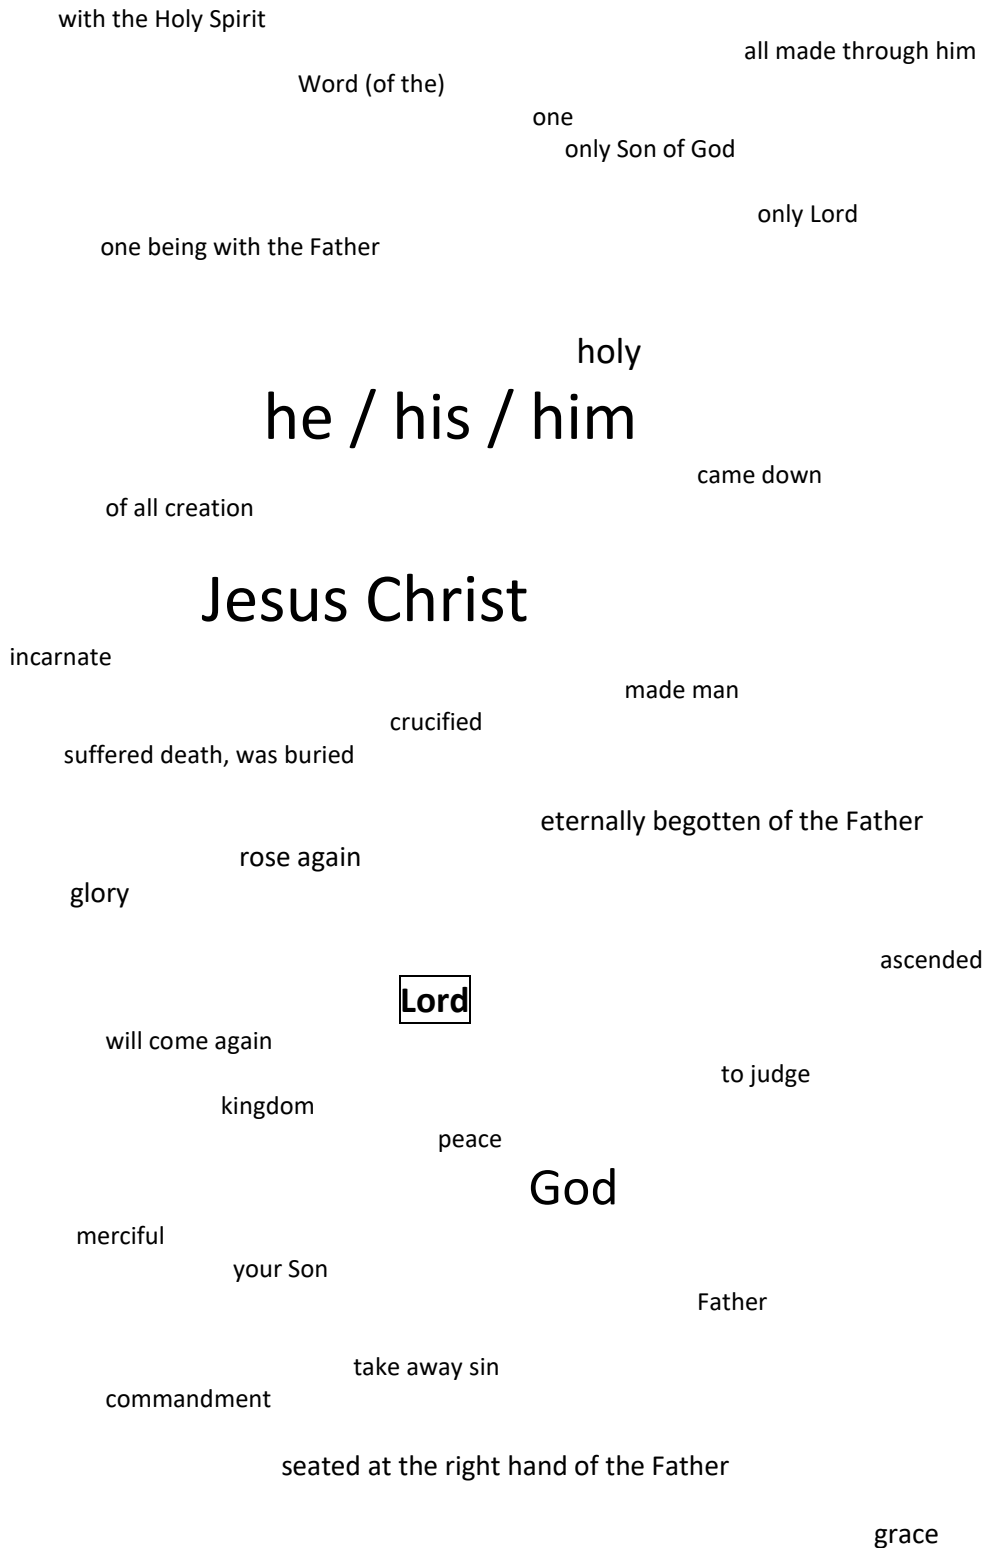 with the Holy Spirit
all made through him
Word (of the)
one
only Son of God
only Lord
one being with the Father
holy
he / his / him
came down
of all creation
Jesus Christ
incarnate
made man
crucified
suffered death, was buried
eternally begotten of the Father
rose again
glory
ascended
Lord
will come again
to judge
kingdom
peace
God
merciful
your Son
Father
take away sin
commandment
seated at the right hand of the Father
grace